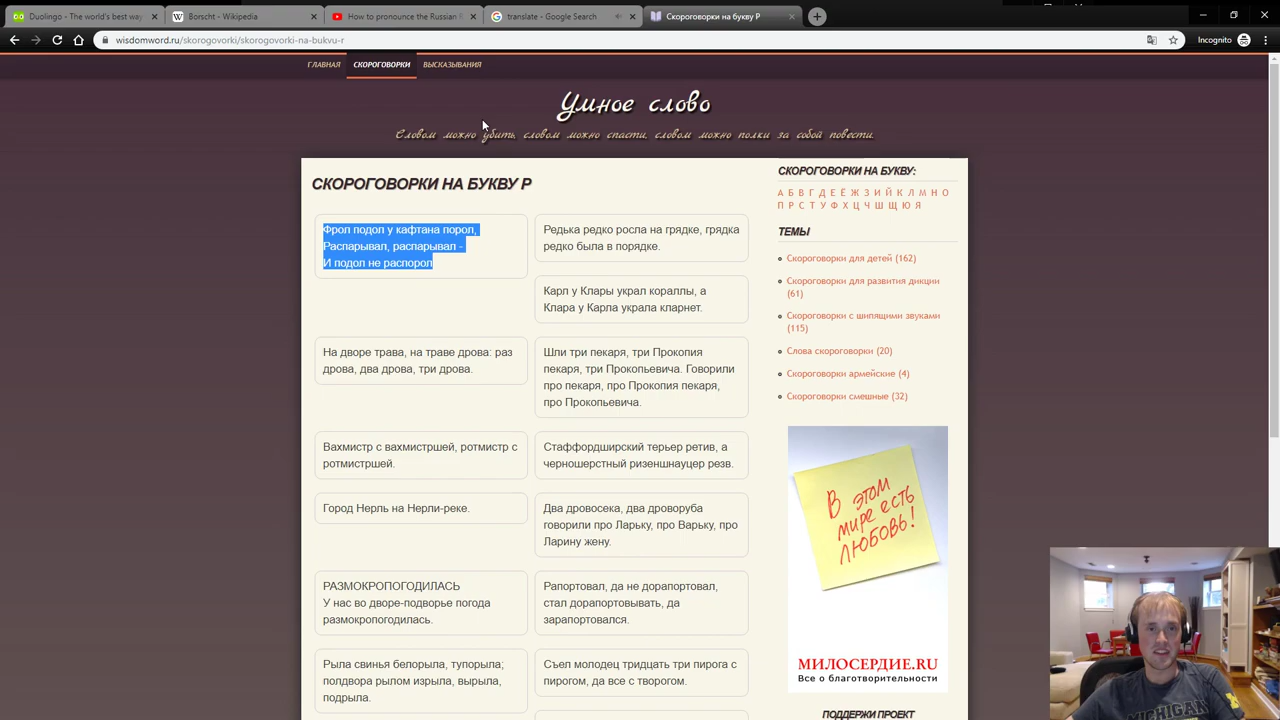 Duolingo - The world's best way
Borscht - Wikipedia
How to pronounce the Russian R
translate - Google Search
Скороговорки на букву Р
wisdomword.ru/skorogovorki/skorogovorki-na-bukvu-r
Incognito
ГЛАВНАЯ
СКОРОГОВОРКИ
ВЫСКАЗЫВАНИЯ
Умное слово
Словом можно убить, словом можно спасти, словом можно полки за собой повести.
СКОРОГОВОРКИ НА БУКВУ Р
Фрол подол у кафтана порол,
Распарывал, распарывал -
И подол не распорол
Редька редко росла на грядке, грядка
редко была в порядке.
Карл у Клары украл кораллы, а
Клара у Карла украла кларнет.
На дворе трава, на траве дрова: раз
дрова, два дрова, три дрова.
Шли три пекаря, три Прокопия
пекаря, три Прокопьевича. Говорили
про пекаря, про Прокопия пекаря,
про Прокопьевича.
Вахмистр с вахмистршей, ротмистр с
ротмистршей.
Стаффордширский терьер ретив, а
черношерстный ризеншнауцер резв.
Город Нерль на Нерли-реке.
Два дровосека, два дроворуба
говорили про Ларьку, про Варьку, про
Ларину жену.
РАЗМОКРОПОГОДИЛАСЬ
У нас во дворе-подворье погода
размокропогодилась.
Рапортовал, да не дорапортовал,
стал дорапортовывать, да
зарапортовался.
Рыла свинья белорыла, тупорыла;
полдвора рылом изрыла, вырыла,
подрыла.
Съел молодец тридцать три пирога с
пирогом, да все с творогом.
СКОРОГОВОРКИ НА БУКВУ:
А Б В Г Д Е Ё Ж З И Й К Л М Н О
П Р С Т У Ф Х Ц Ч Ш Щ Ю Я
ТЕМЫ
Скороговорки для детей (162)
Скороговорки для развития дикции
(61)
Скороговорки с шипящими звуками
(115)
Слова скороговорки (20)
Скороговорки армейские (4)
Скороговорки смешные (32)
В этом
мире есть
любовь!
МИЛОСЕРДИЕ.RU
Все о благотворительности
ПОДДЕРЖИ ПРОЕКТ